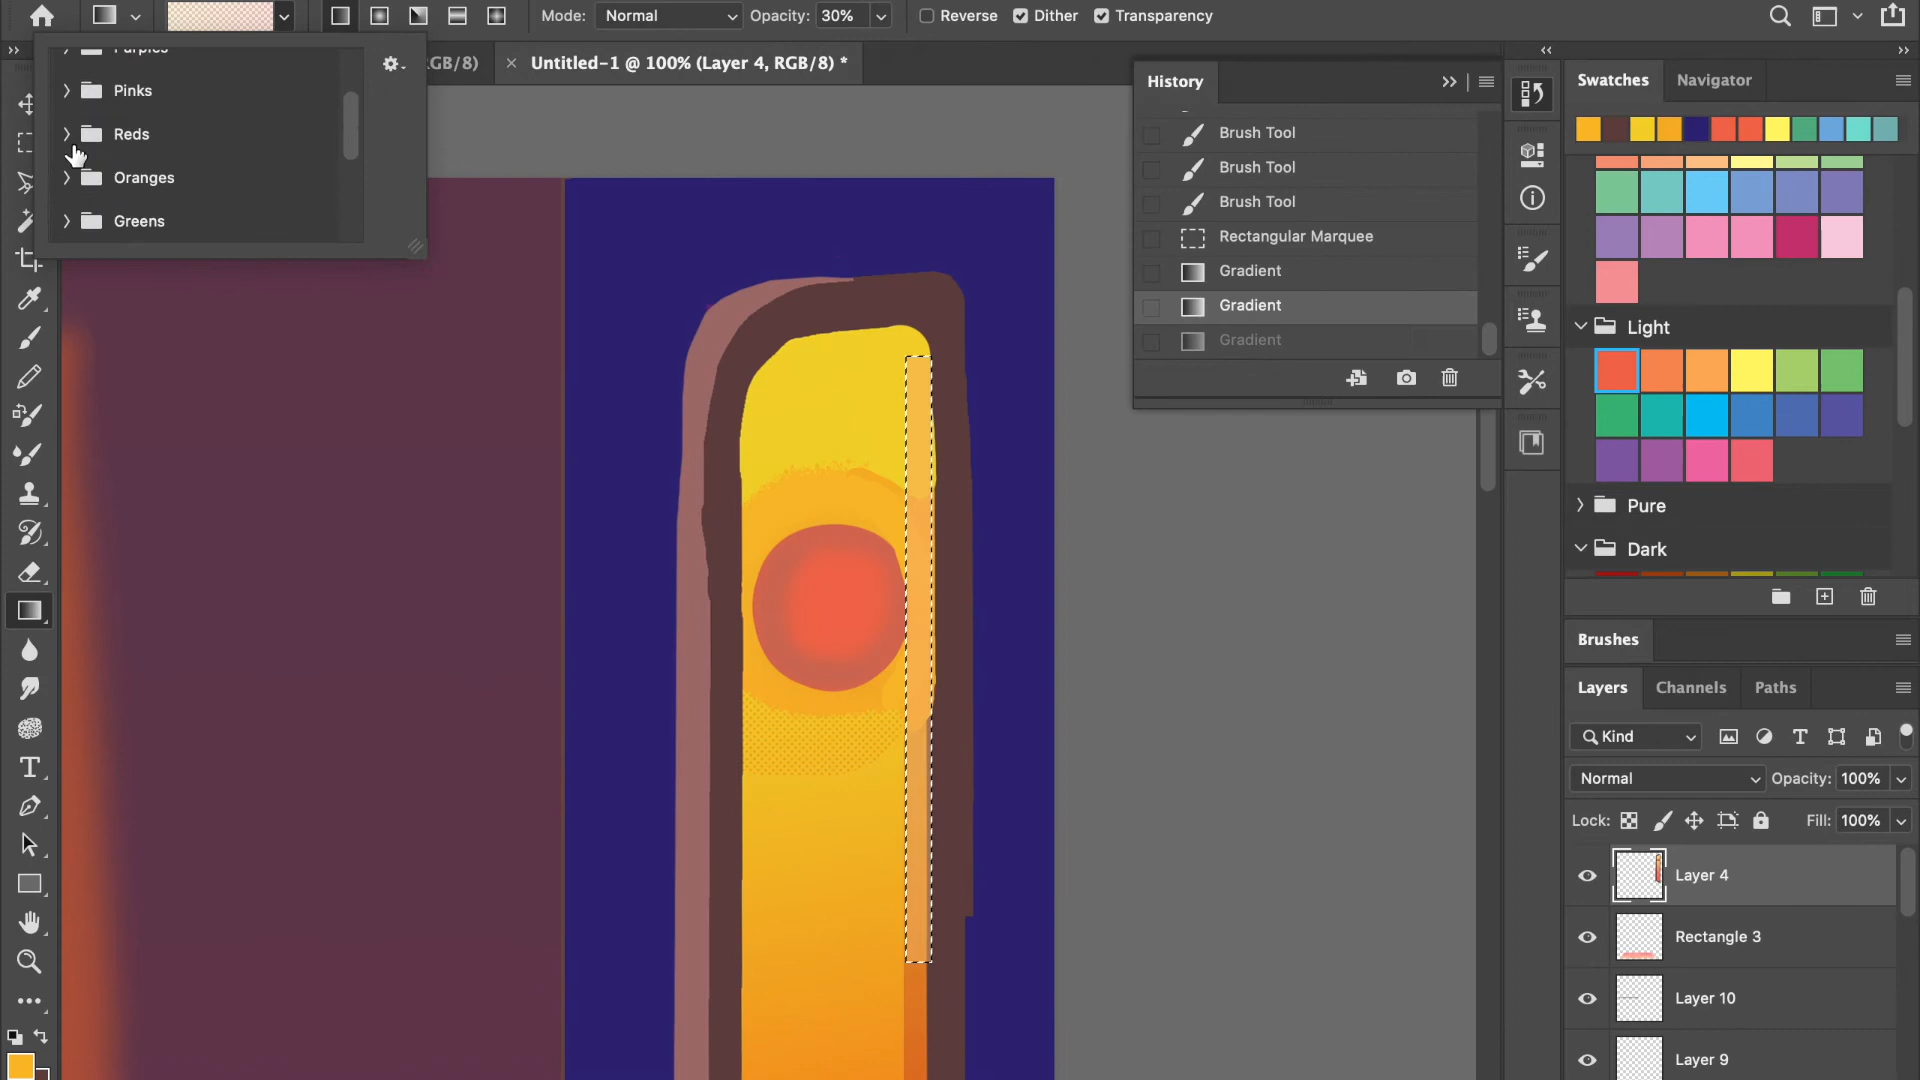 Mode: Normal Opacity: 30% Reverse Dither Transparency
Purples
Pinks
Reds
Oranges
Greens
RGB/8)
× Untitled-1 @ 100% (Layer 4, RGB/8) *
History
Brush Tool
Brush Tool
Brush Tool
Rectangular Marquee
Gradient
Gradient
Gradient
Swatches Navigator
Light
Pure
Dark
Brushes
Layers Channels Paths
Kind
Normal Opacity: 100%
Lock: Fill: 100%
Layer 4
Rectangle 3
Layer 10
Layer 9